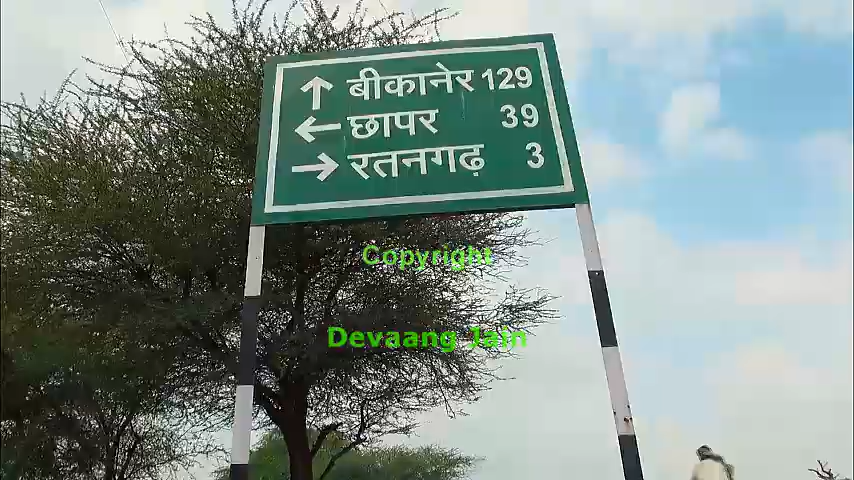 ↑ बीकानेर 129
← छापर 39
→ रतनगढ़ 3
Copyright
Devaang Jain